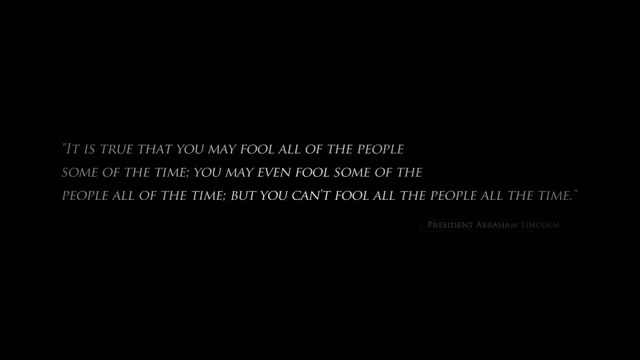 "It is true that you may fool all of the people
some of the time; you may even fool some of the
people all of the time; but you can't fool all the people all the time."
President Abraham Lincoln